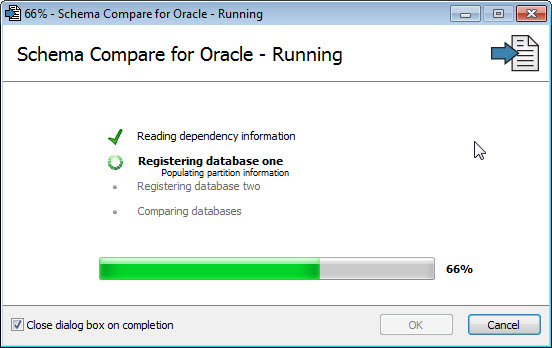 66% - Schema Compare for Oracle - Running
Schema Compare for Oracle - Running
Reading dependency information
Registering database one
Populating partition information
Registering database two
Comparing databases
66%
Close dialog box on completion
OK
Cancel